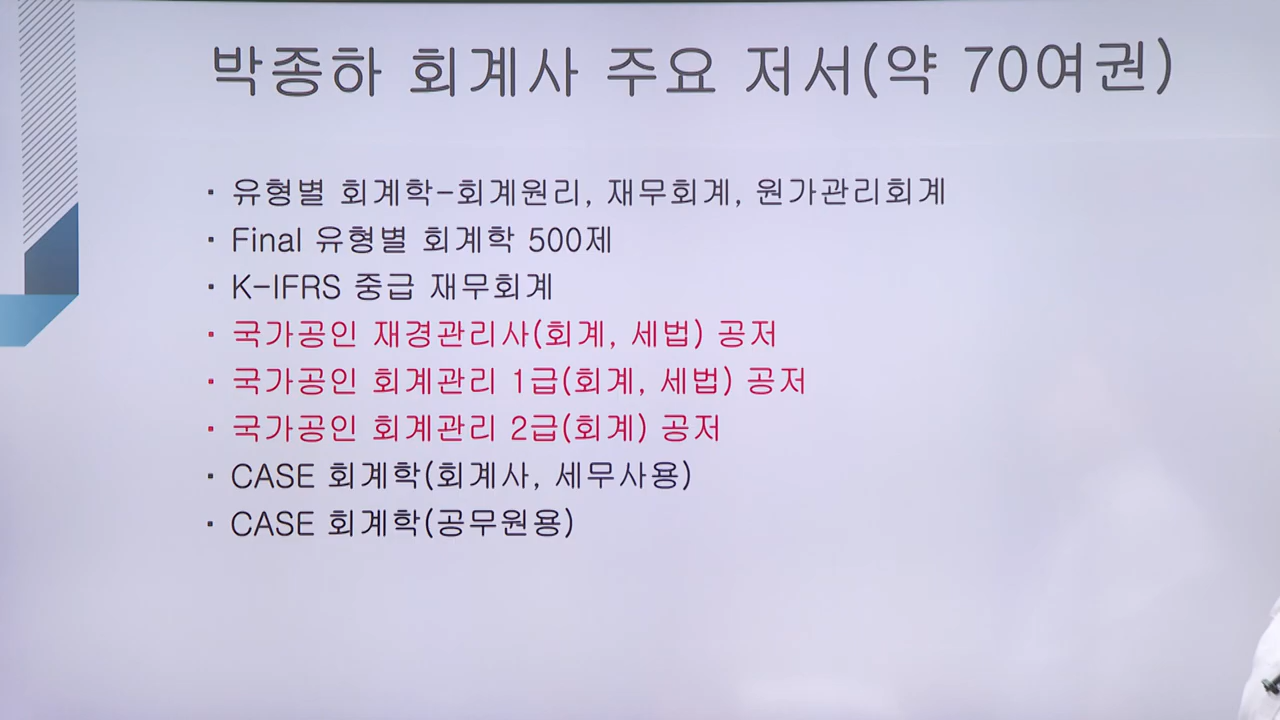 박종하 회계사 주요 저서(약 70여권)
· 유형별 회계학-회계원리, 재무회계, 원가관리회계
· Final 유형별 회계학 500제
· K-IFRS 중급 재무회계
· 국가공인 재경관리사(회계, 세법) 공저
· 국가공인 회계관리 1급(회계, 세법) 공저
· 국가공인 회계관리 2급(회계) 공저
· CASE 회계학(회계사, 세무사용)
· CASE 회계학(공무원용)